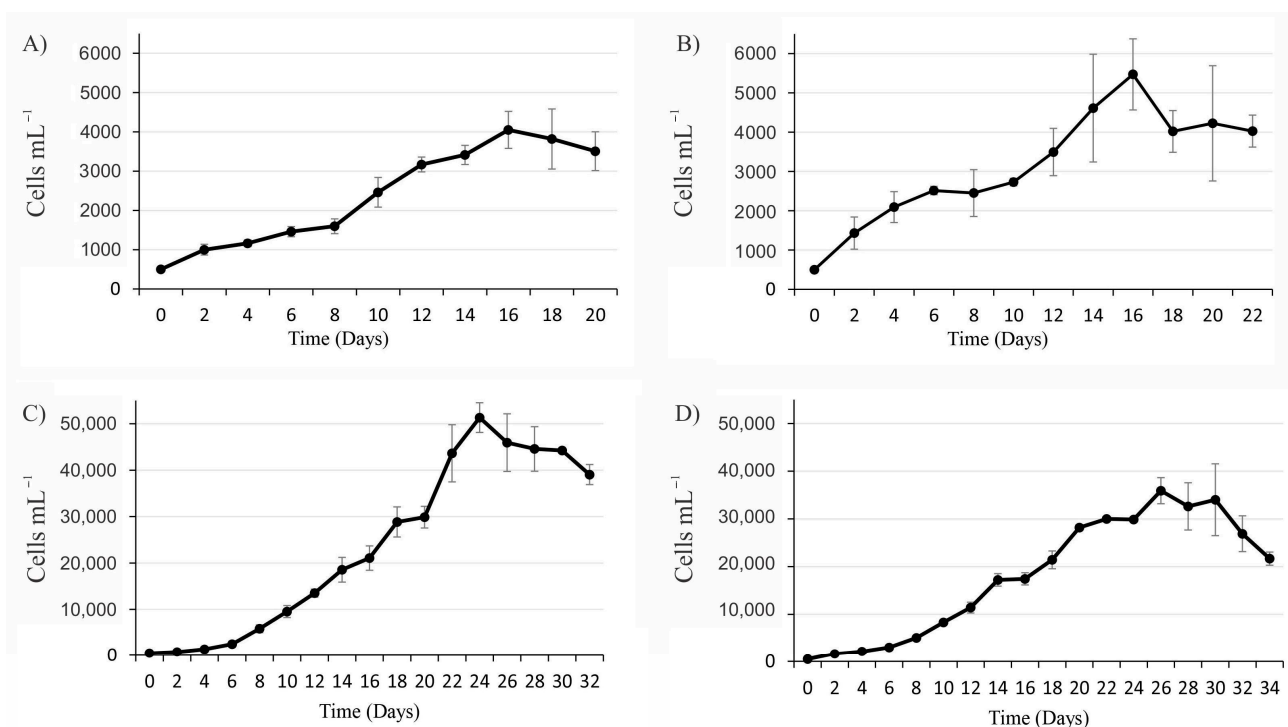 A)
Cells mL⁻¹
6000
5000
4000
3000
2000
1000
0
0 2 4 6 8 10 12 14 16 18 20
Time (Days)
B)
Cells mL⁻¹
6000
5000
4000
3000
2000
1000
0
0 2 4 6 8 10 12 14 16 18 20 22
Time (Days)
C)
Cells mL⁻¹
50,000
40,000
30,000
20,000
10,000
0
0 2 4 6 8 10 12 14 16 18 20 22 24 26 28 30 32
Time (Days)
D)
Cells mL⁻¹
50,000
40,000
30,000
20,000
10,000
0
0 2 4 6 8 10 12 14 16 18 20 22 24 26 28 30 32 34
Time (Days)